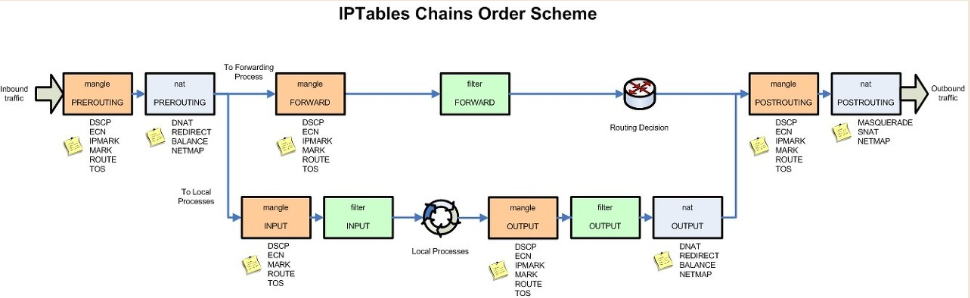 IPTables Chains Order Scheme
Inbound
traffic
mangle
PREROUTING
DSCP
ECN
IPMARK
MARK
ROUTE
TOS
nat
PREROUTING
DNAT
REDIRECT
BALANCE
NETMAP
To Forwarding
Process
mangle
FORWARD
DSCP
ECN
IPMARK
MARK
ROUTE
TOS
filter
FORWARD
Routing Decision
mangle
POSTROUTING
DSCP
ECN
IPMARK
MARK
ROUTE
TOS
nat
POSTROUTING
MASQUERADE
SNAT
NETMAP
Outbound
traffic
To Local
Processes
mangle
INPUT
DSCP
ECN
MARK
ROUTE
TOS
filter
INPUT
Local Processes
mangle
OUTPUT
DSCP
ECN
IPMARK
MARK
ROUTE
TOS
filter
OUTPUT
nat
OUTPUT
DNAT
REDIRECT
BALANCE
NETMAP